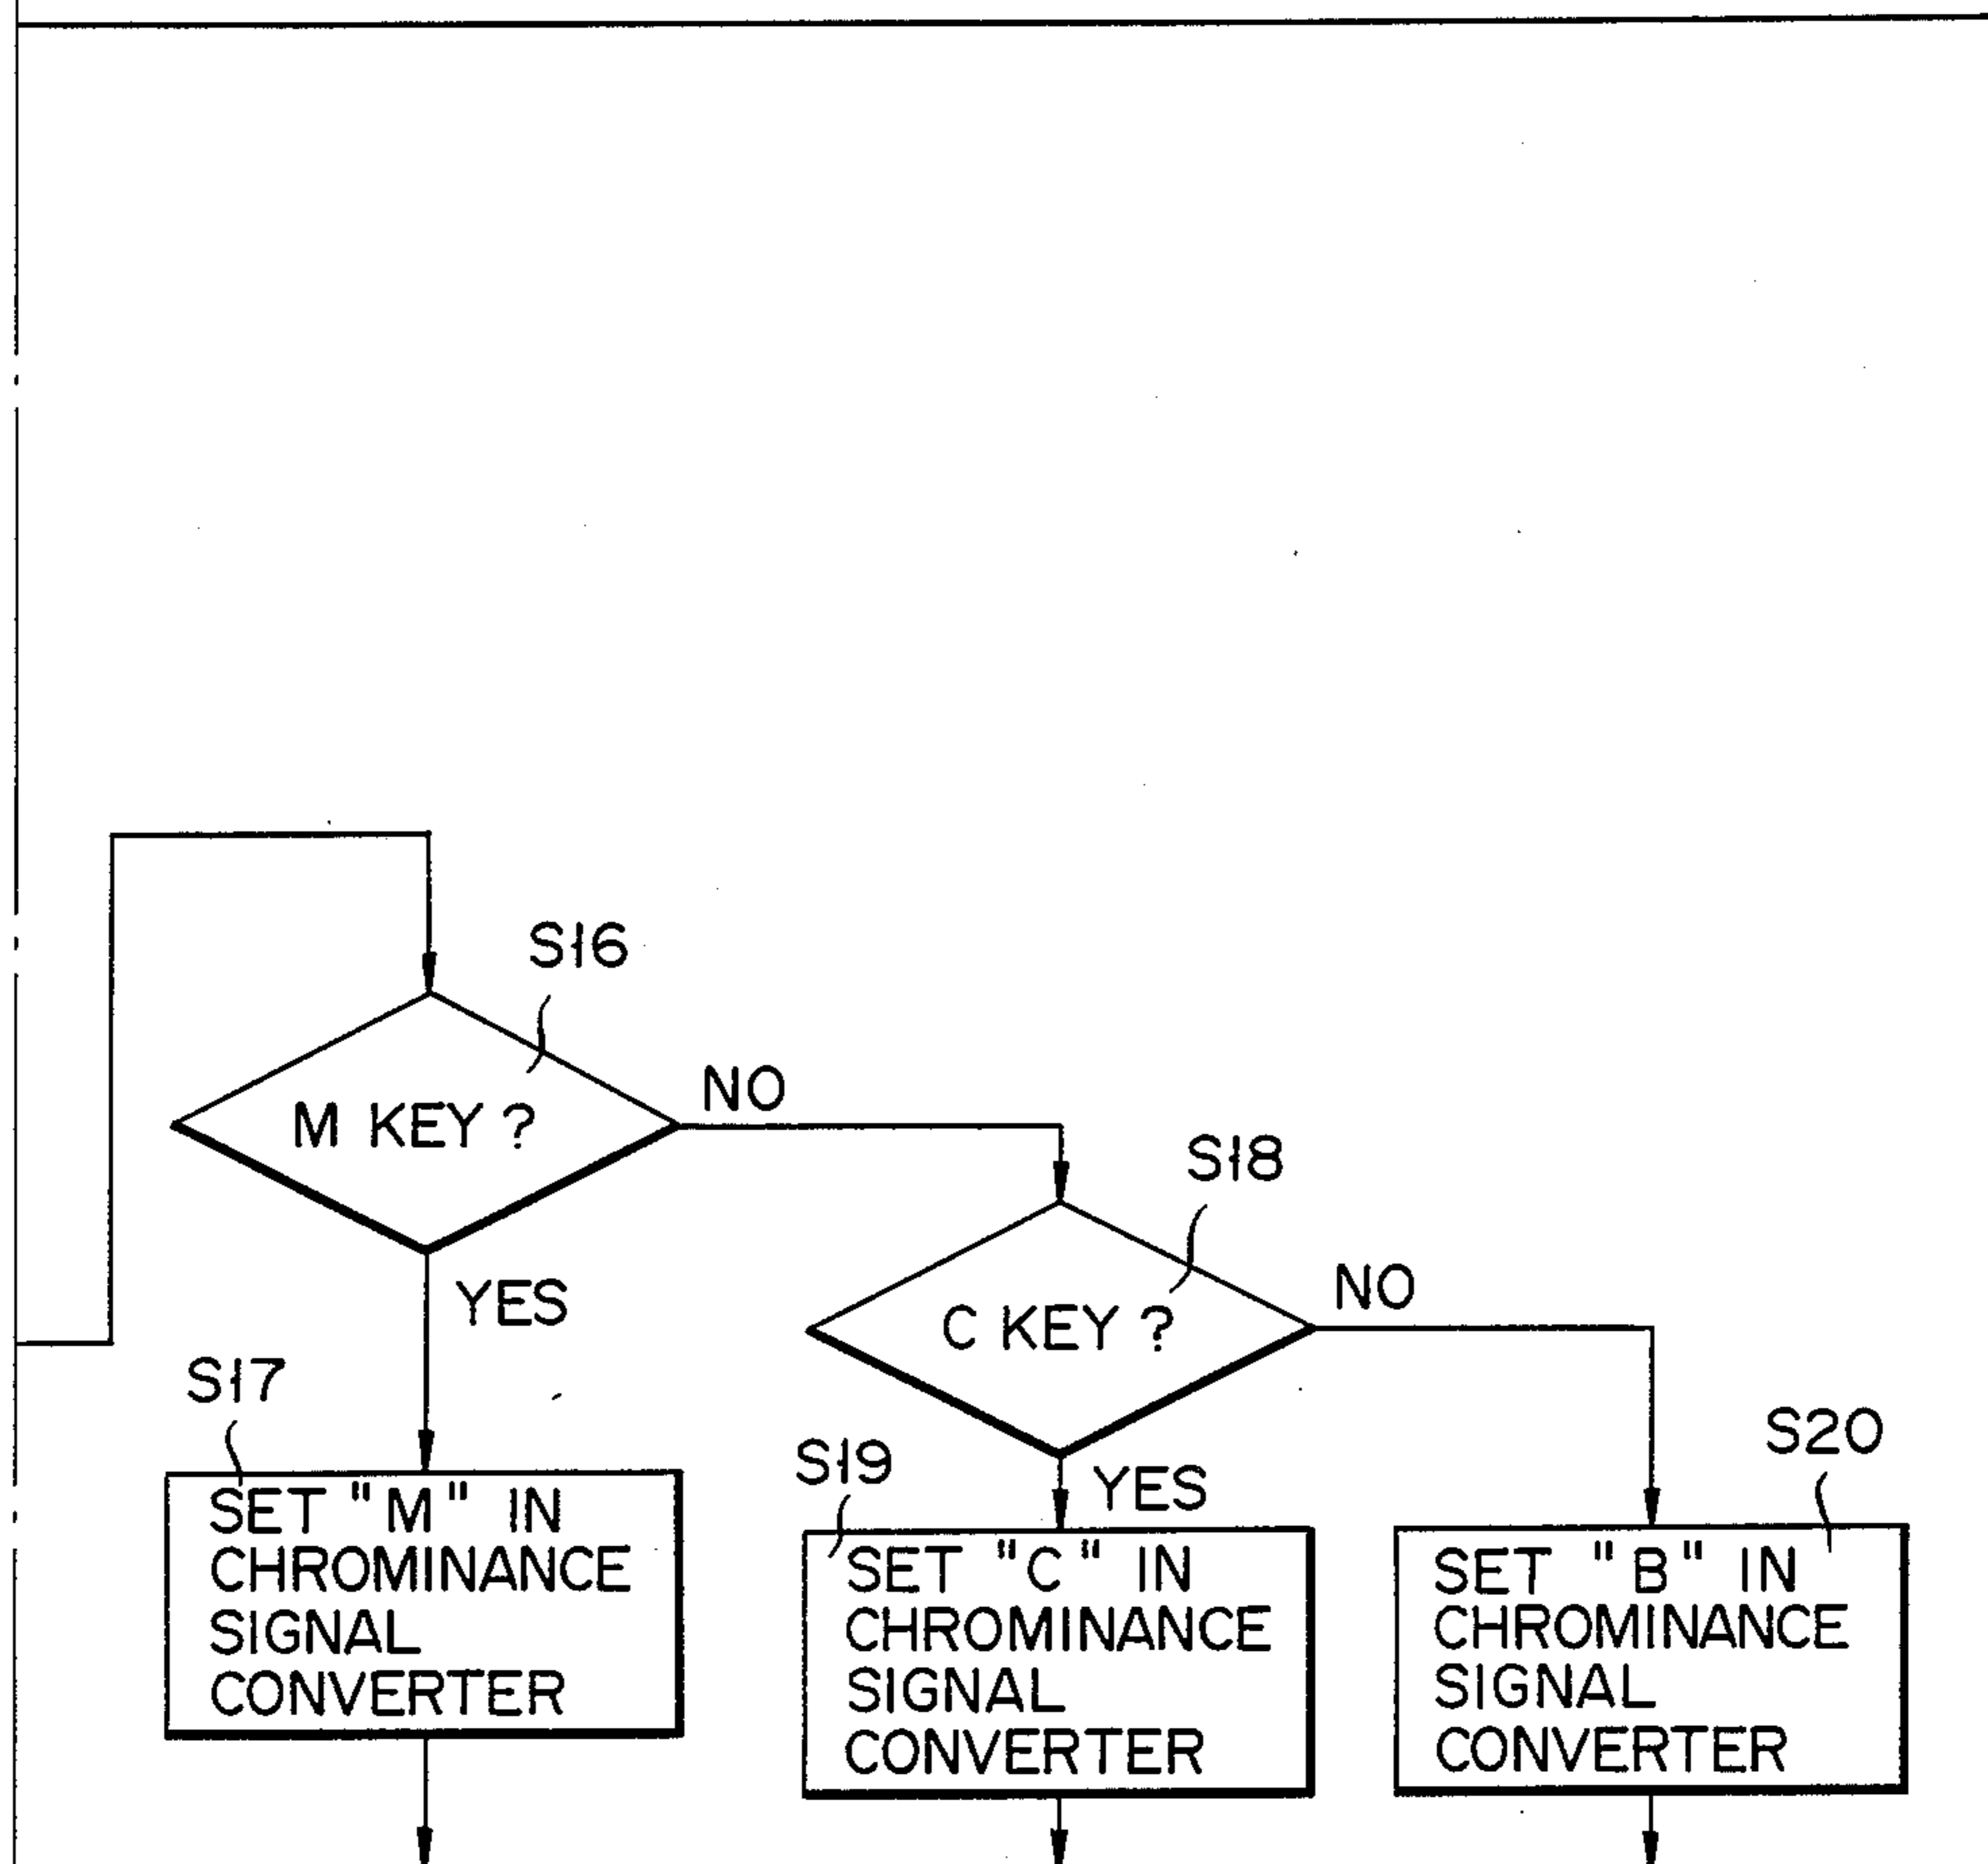 S16
M KEY ?
NO
YES
S18
C KEY ?
NO
YES
S17
SET "M" IN
CHROMINANCE
SIGNAL
CONVERTER
S19
SET "C" IN
CHROMINANCE
SIGNAL
CONVERTER
S20
SET "B" IN
CHROMINANCE
SIGNAL
CONVERTER